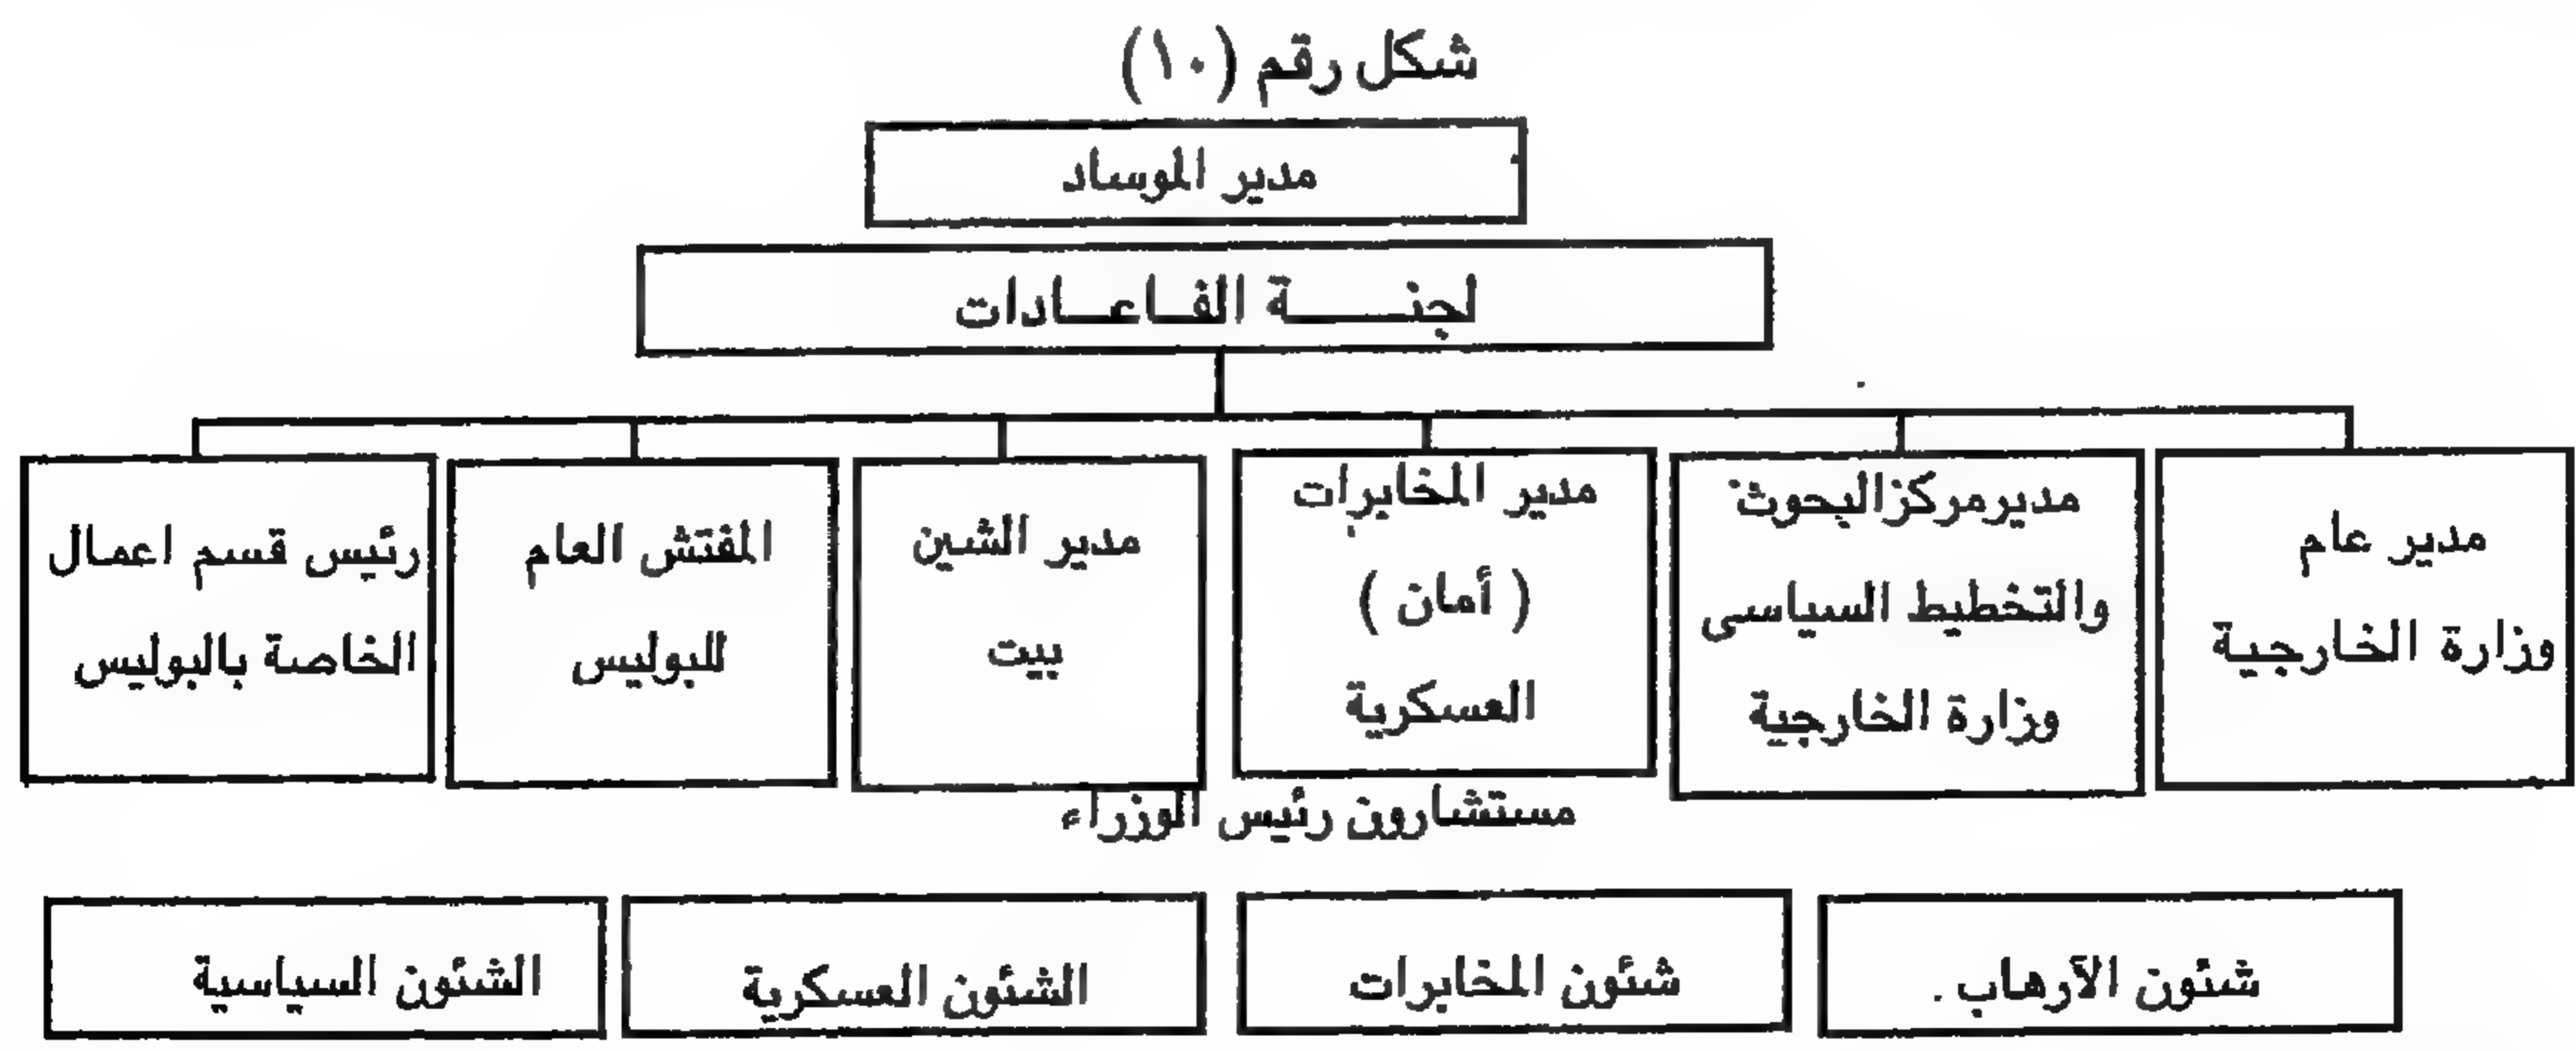 شكل رقم (١٠)
مدير الموساد
لجنـــــة الفـاعـــادات
مدير عام
وزارة الخارجية
مديرمركزالبحوث
والتخطيط السياسى
وزارة الخارجية
مدير المخابرات
( أمان )
العسكرية
مدير الشين
بيت
المفتش العام
للبوليس
رئيس قسم اعمال
الخاصة بالبوليس
مستشارون رئيس الوزراء
شئون الآرهاب .
شئون المخابرات
الشئون العسكرية
الشئون السياسية